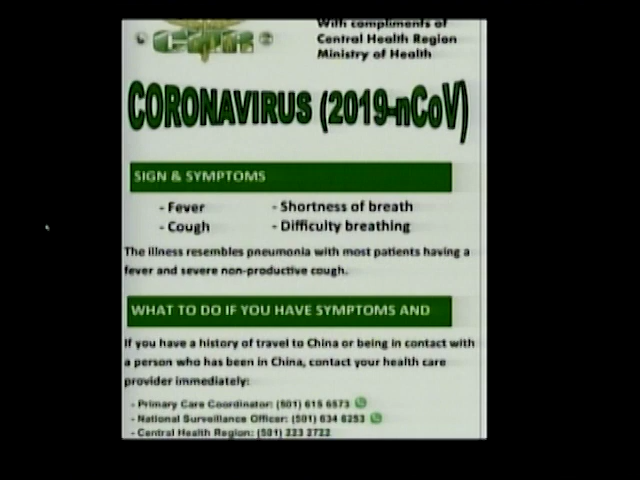 With compliments of
Central Health Region
Ministry of Health
CHR
CORONAVIRUS (2019-nCoV)
SIGN & SYMPTOMS
- Fever - Shortness of breath
- Cough - Difficulty breathing
The illness resembles pneumonia with most patients having a
fever and severe non-productive cough.
WHAT TO DO IF YOU HAVE SYMPTOMS AND
If you have a history of travel to China or being in contact with
a person who has been in China, contact your health care
provider immediately:
- Primary Care Coordinator: (501) 615 6573
- National Surveillance Officer: (501) 634 6253
- Central Health Region: (501) 223 2722